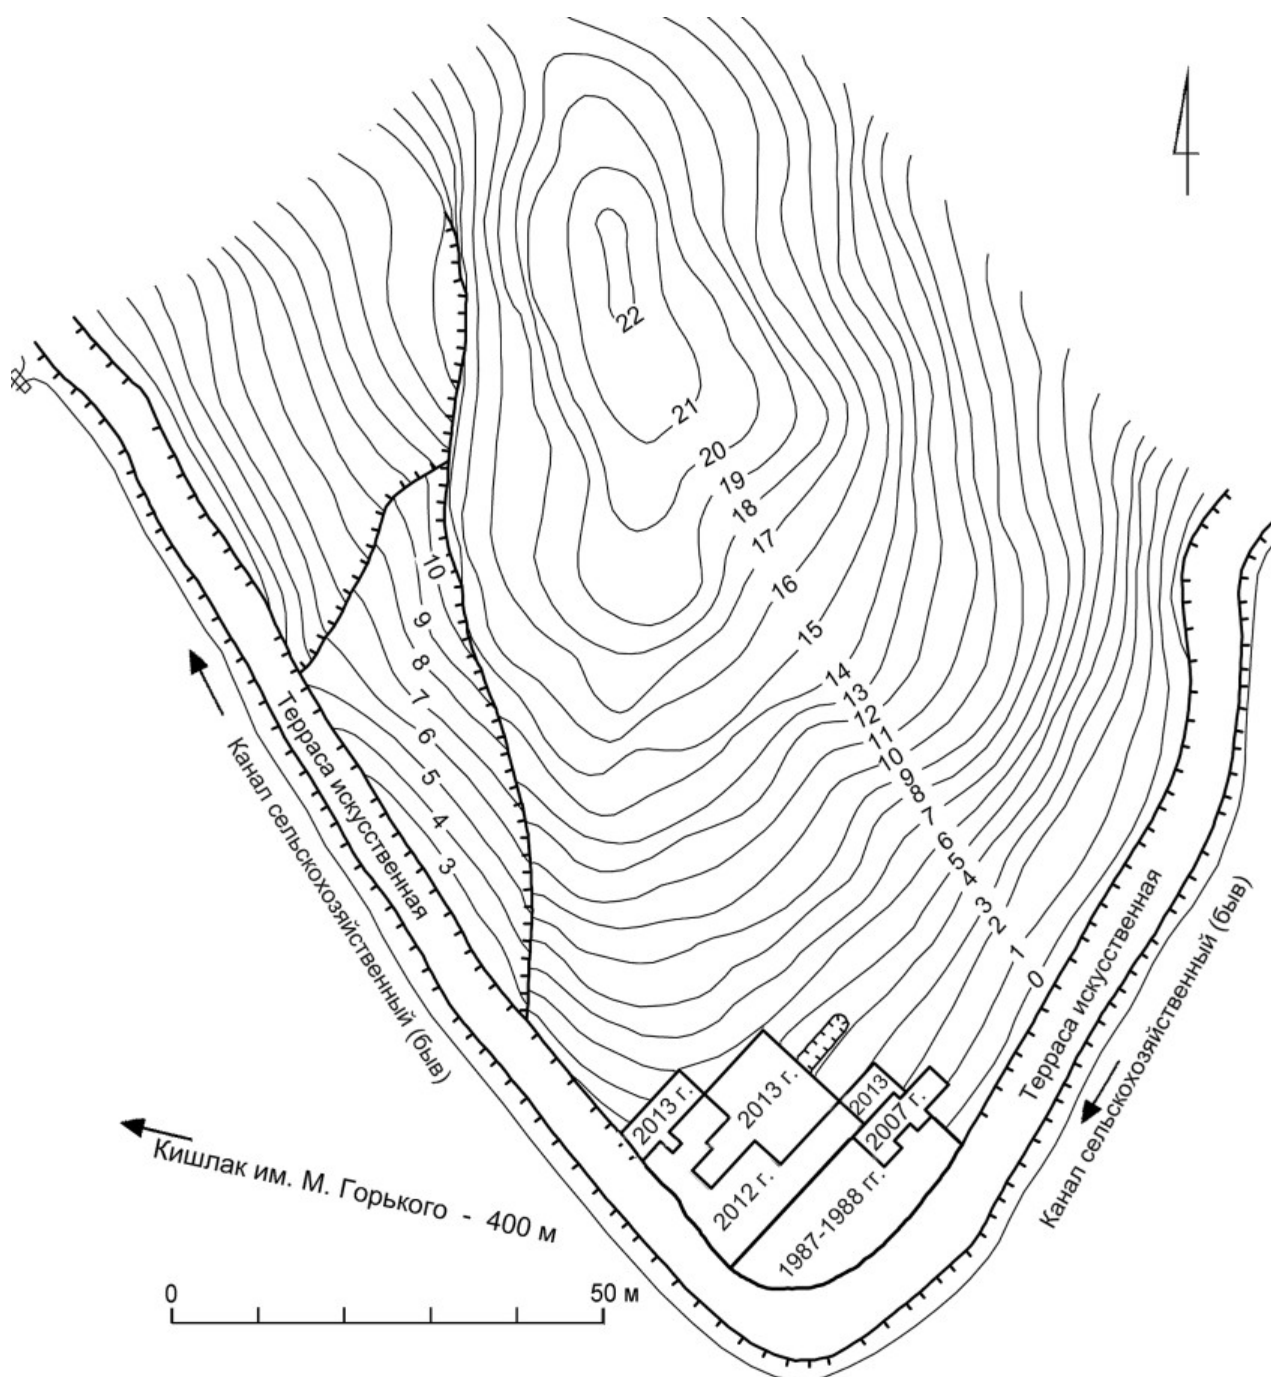 22
21
20
19
18
17
16
15
14
13
12
11
10
9
8
7
6
5
4
3
2
1
0
10
9
8
7
6
5
4
3
Терраса искусственная
Канал сельскохозяйственный (быв)
Терраса искусственная
Канал сельскохозяйственный (быв)
2013 г.
2013 г.
2013
2007 г.
2012 г.
1987-1988 гг.
Кишлак им. М. Горького - 400 м
0 50 м